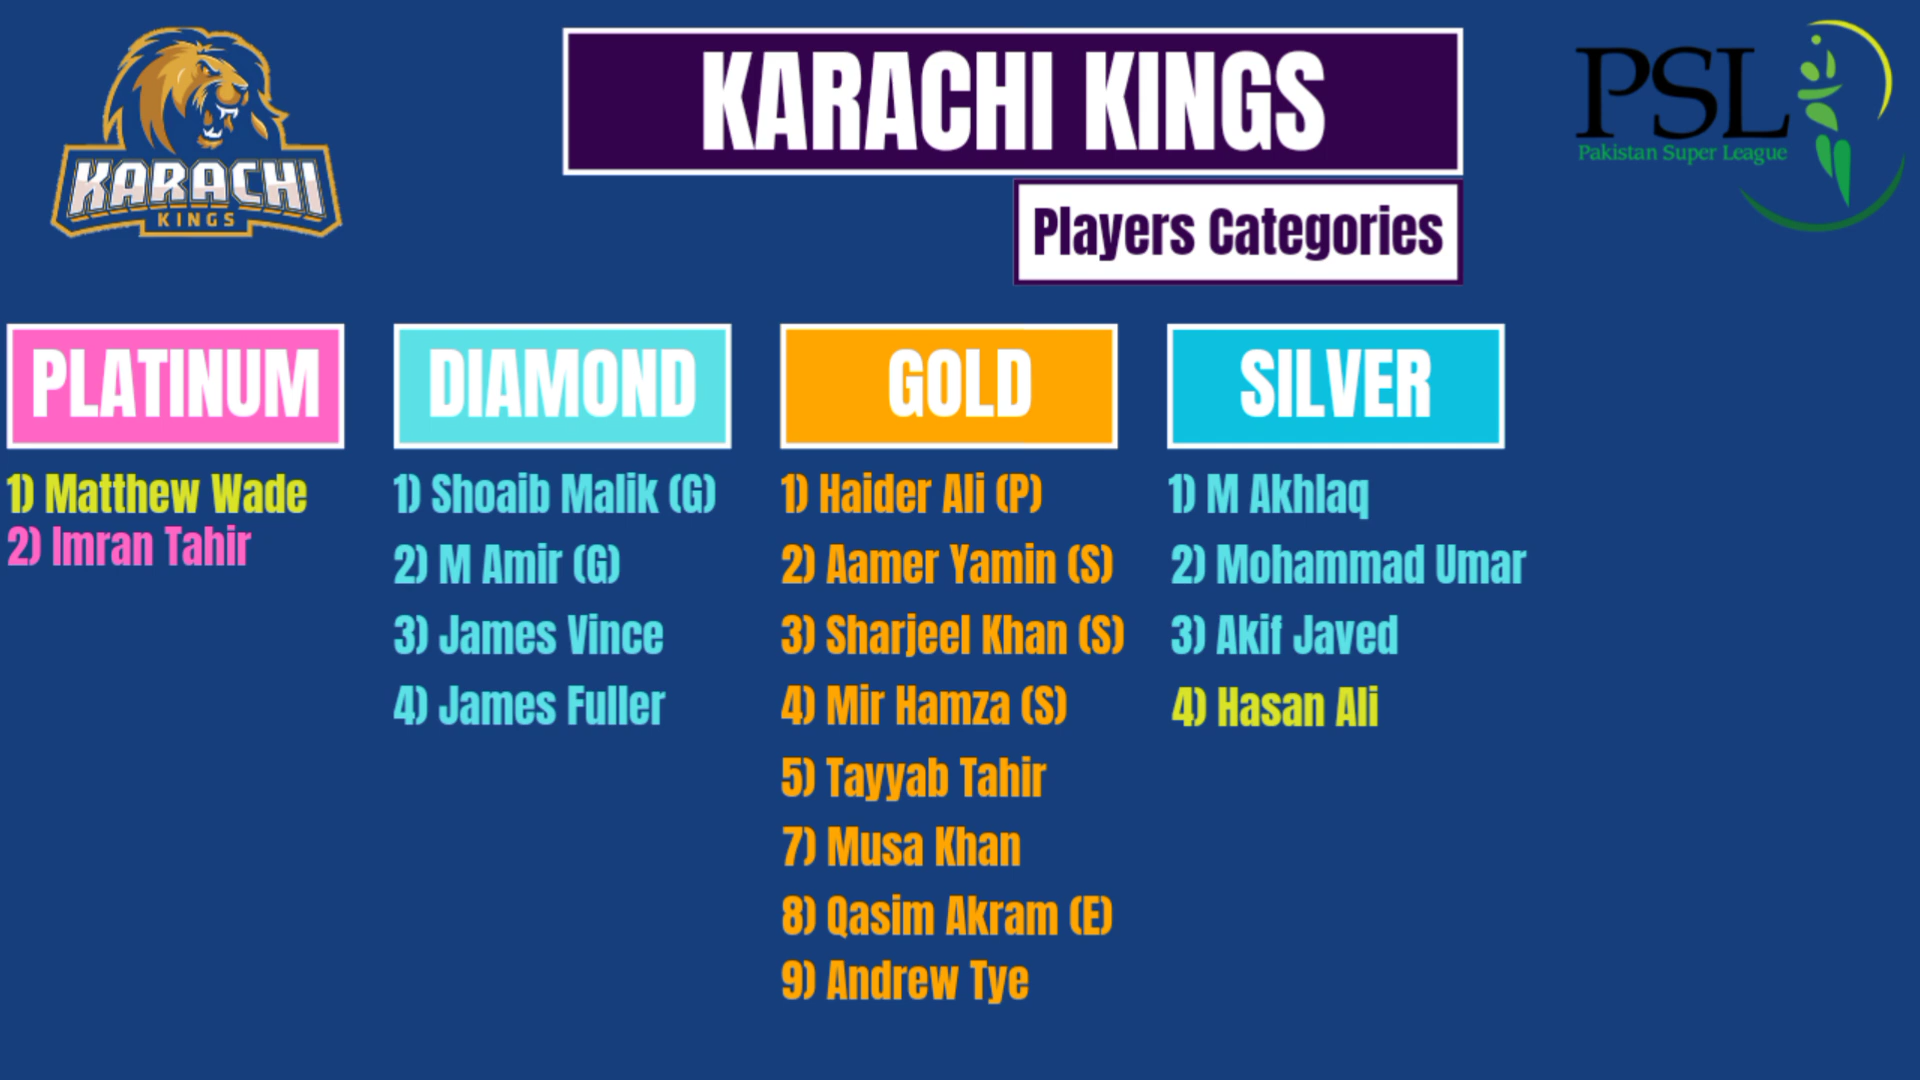 KARACHI
KINGS
KARACHI KINGS
PSL
Pakistan Super League
Players Categories
PLATINUM
1) Matthew Wade
2) Imran Tahir
DIAMOND
1) Shoaib Malik (G)
2) M Amir (G)
3) James Vince
4) James Fuller
GOLD
1) Haider Ali (P)
2) Aamer Yamin (S)
3) Sharjeel Khan (S)
4) Mir Hamza (S)
5) Tayyab Tahir
7) Musa Khan
8) Qasim Akram (E)
9) Andrew Tye
SILVER
1) M Akhlaq
2) Mohammad Umar
3) Akif Javed
4) Hasan Ali